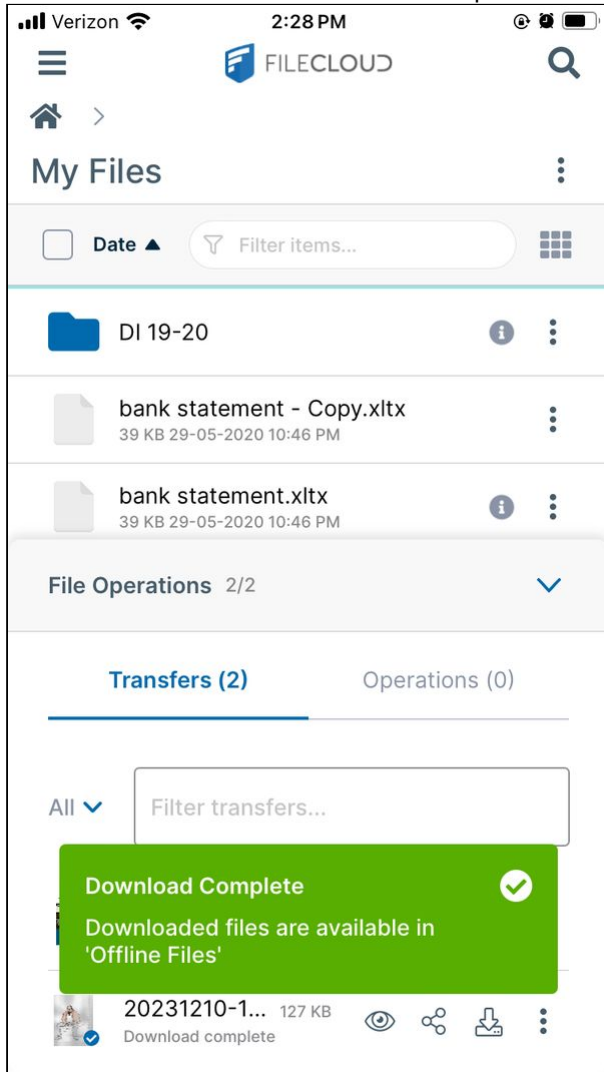 Verizon 2:28 PM
FILECLOUD
My Files
Date ▲ Filter items...
DI 19-20
bank statement - Copy.xltx
39 KB 29-05-2020 10:46 PM
bank statement.xltx
39 KB 29-05-2020 10:46 PM
File Operations 2/2
Transfers (2) Operations (0)
All Filter transfers...
Download Complete
Downloaded files are available in
'Offline Files'
20231210-1... 127 KB
Download complete